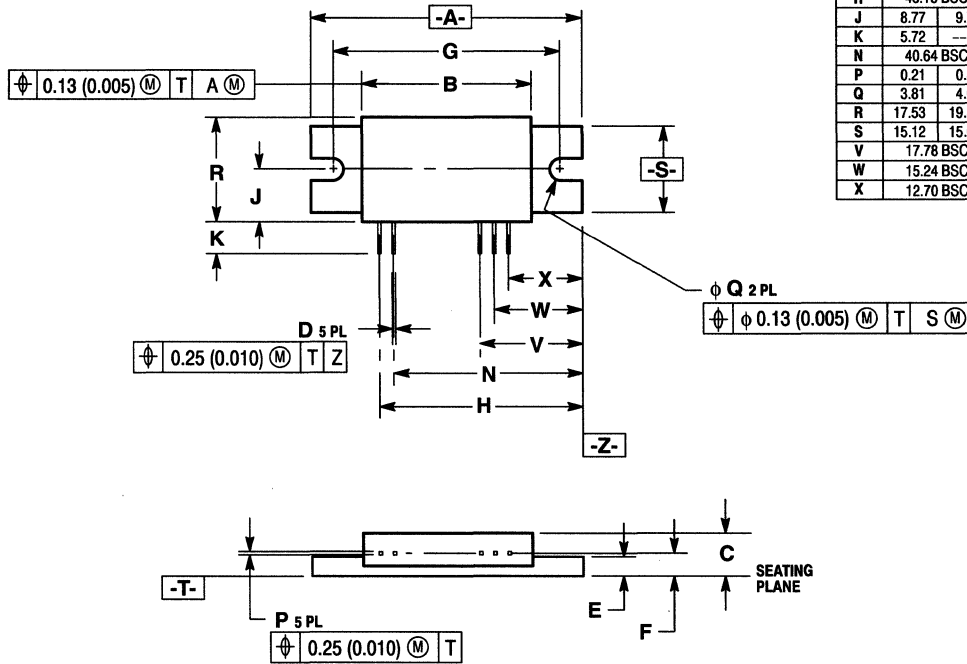 -A-
G
B
⌖ 0.13 (0.005) Ⓜ T A Ⓜ
R
J
K
-S-
X
W
V
N
H
D 5 PL
⌖ 0.25 (0.010) Ⓜ T Z
ϕ Q 2 PL
⌖ ϕ 0.13 (0.005) Ⓜ T S Ⓜ
-Z-
J 8.77 9.
K 5.72 ---
N 40.64 BSC
P 0.21 0.
Q 3.81 4.
R 17.53 19.
S 15.12 15.
V 17.78 BSC
W 15.24 BSC
X 12.70 BSC
C
SEATING
PLANE
-T-
E
F
P 5 PL
⌖ 0.25 (0.010) Ⓜ T